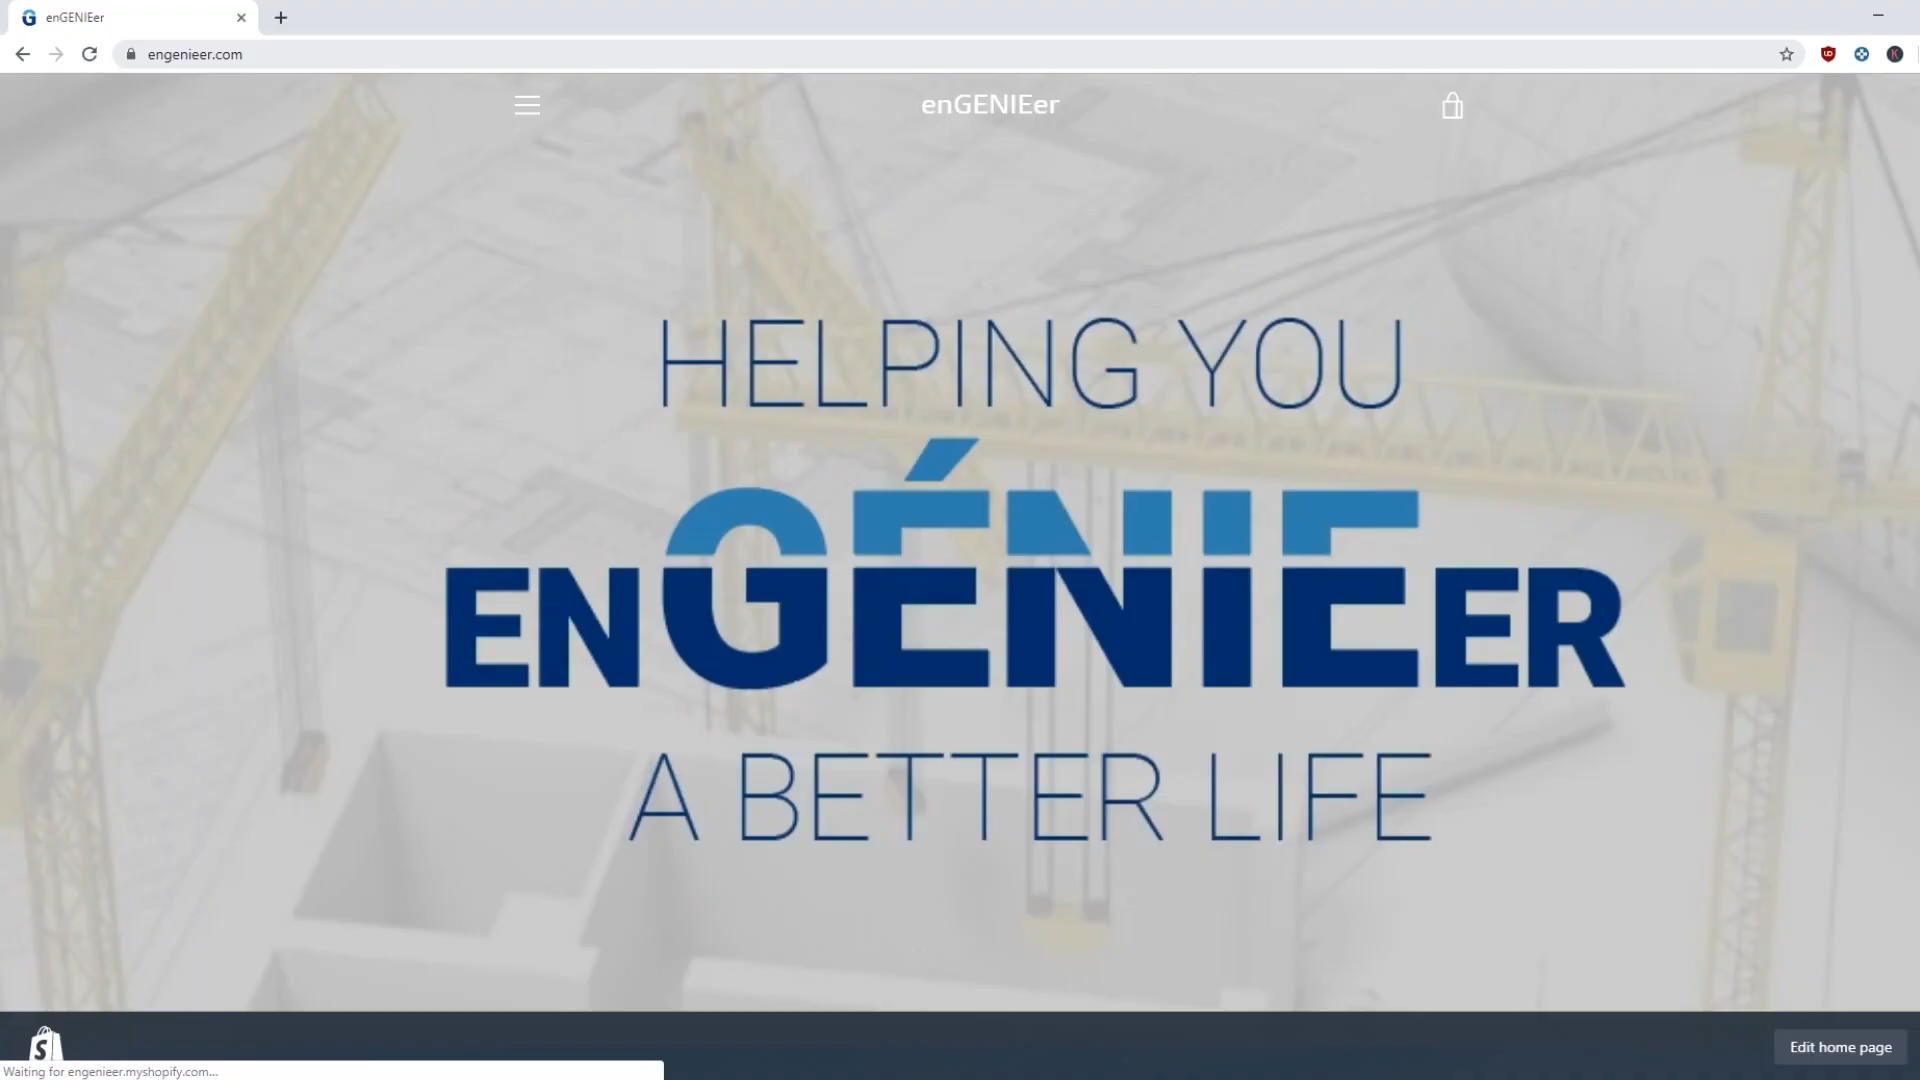 enGENIEer
engenieer.com
enGENIEer
HELPING YOU
ENGÉNIEER
A BETTER LIFE
Edit home page
Waiting for engenieer.myshopify.com...